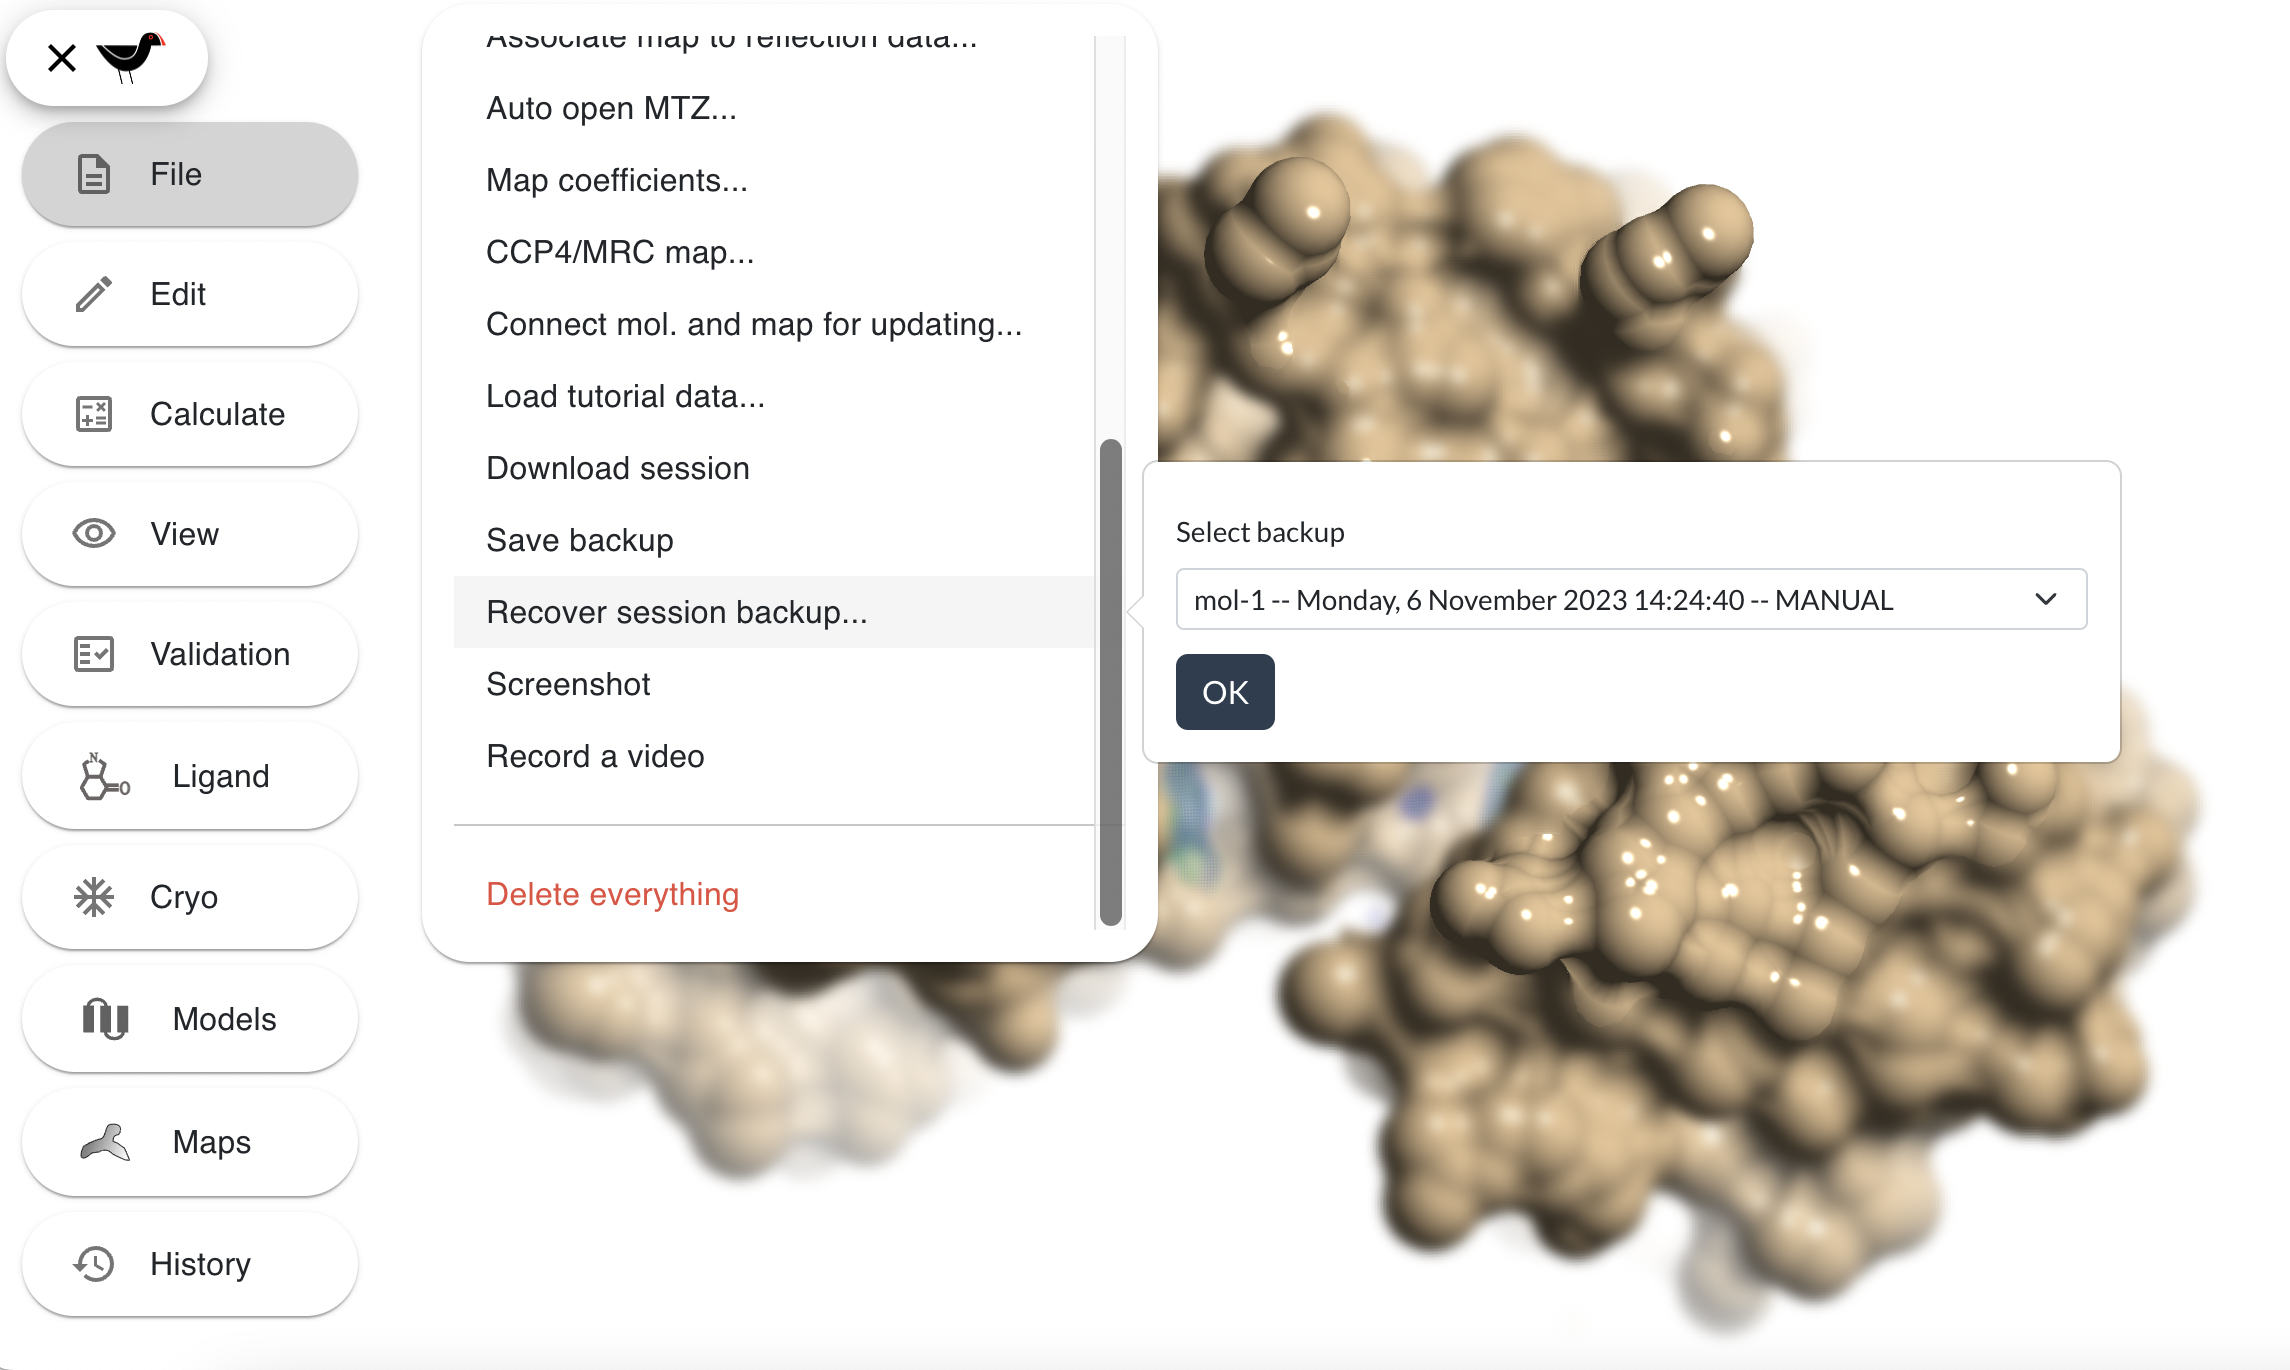 File
Edit
Calculate
View
Validation
Ligand
Cryo
Models
Maps
History
Associate map to reflection data...
Auto open MTZ...
Map coefficients...
CCP4/MRC map...
Connect mol. and map for updating...
Load tutorial data...
Download session
Save backup
Recover session backup...
Screenshot
Record a video
Delete everything
Select backup
mol-1 -- Monday, 6 November 2023 14:24:40 -- MANUAL
OK